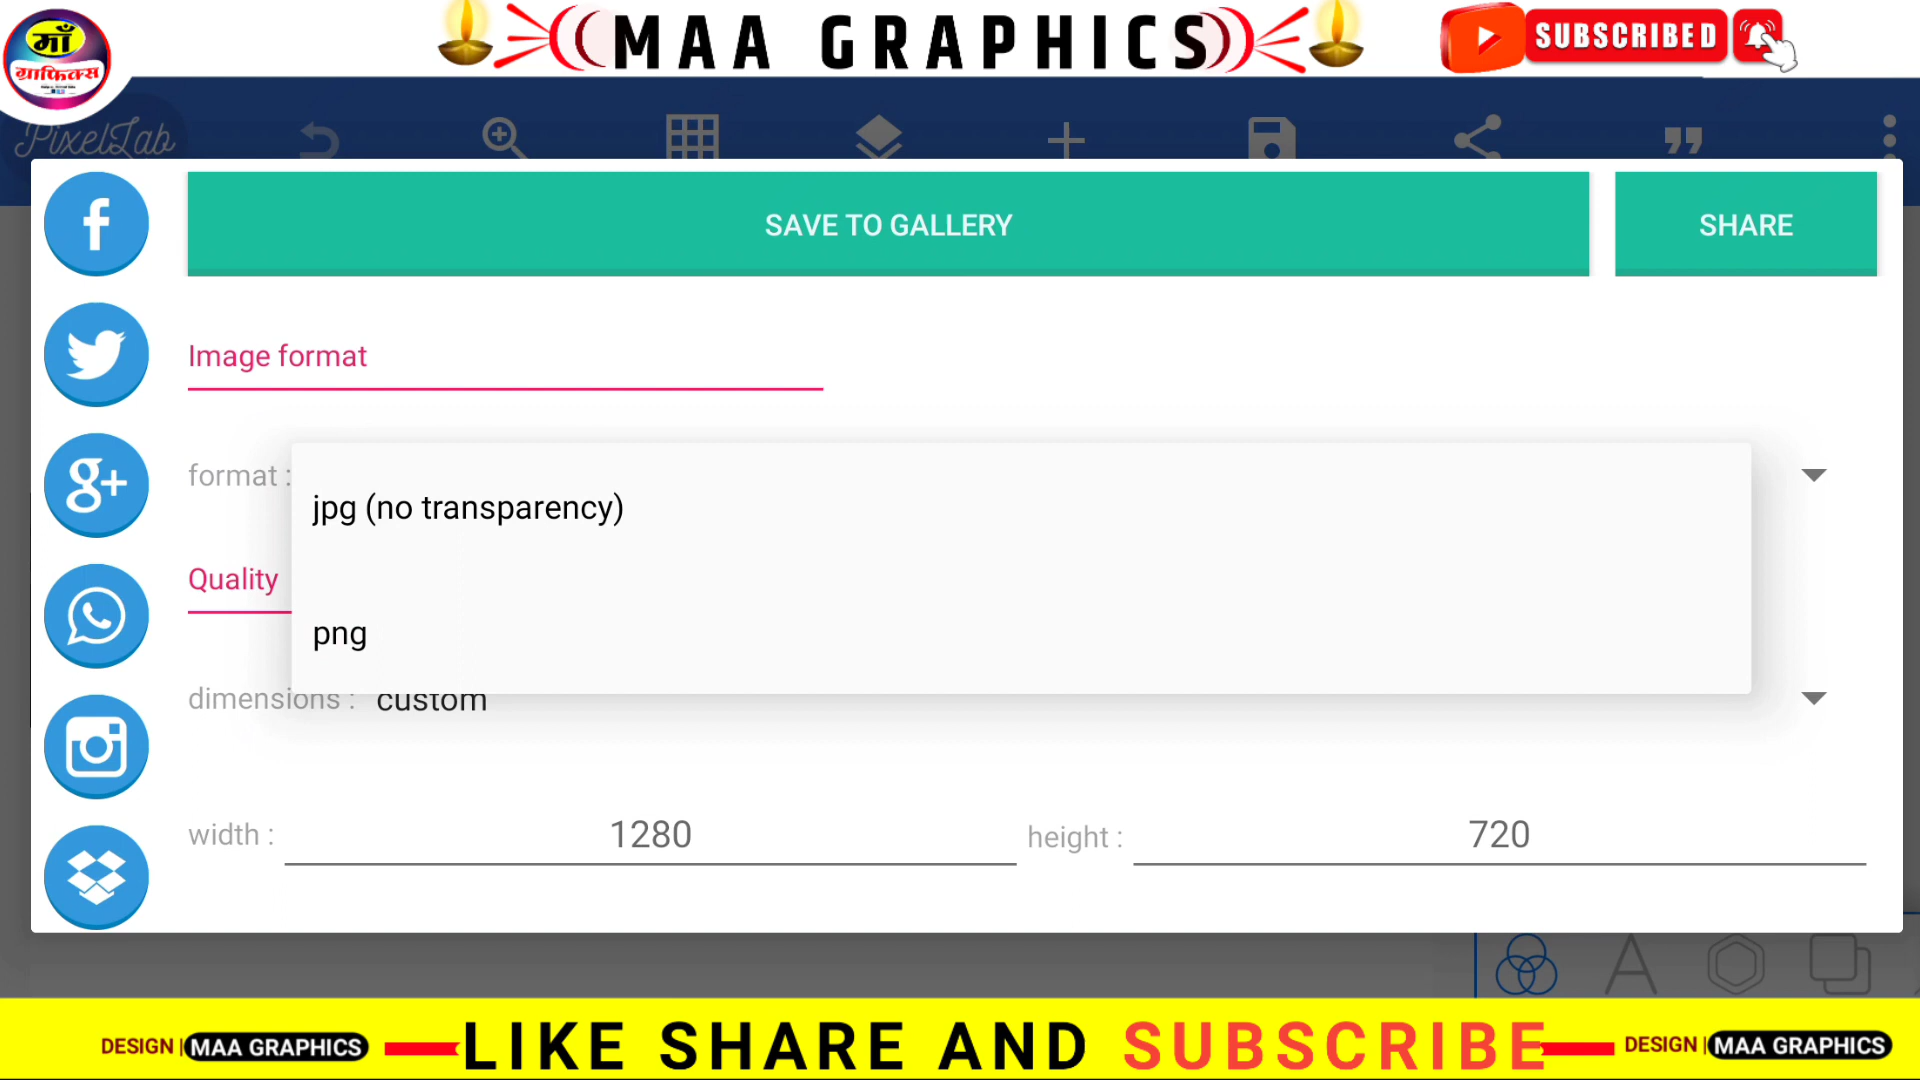 माँ
ग्राफिक्स
MAA GRAPHICS
SUBSCRIBED
PixelLab
SAVE TO GALLERY
SHARE
Image format
format :
jpg (no transparency)
Quality
png
dimensions : custom
width : 1280 height : 720
DESIGN | MAA GRAPHICS
LIKE SHARE AND SUBSCRIBE
DESIGN | MAA GRAPHICS